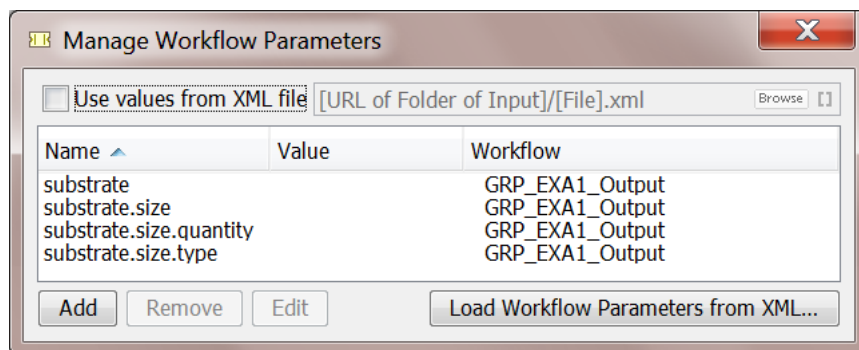 Manage Workflow Parameters
X
Use values from XML file [URL of Folder of Input]/[File].xml Browse []
Name Value Workflow
substrate GRP_EXA1_Output
substrate.size GRP_EXA1_Output
substrate.size.quantity GRP_EXA1_Output
substrate.size.type GRP_EXA1_Output
Add Remove Edit Load Workflow Parameters from XML...